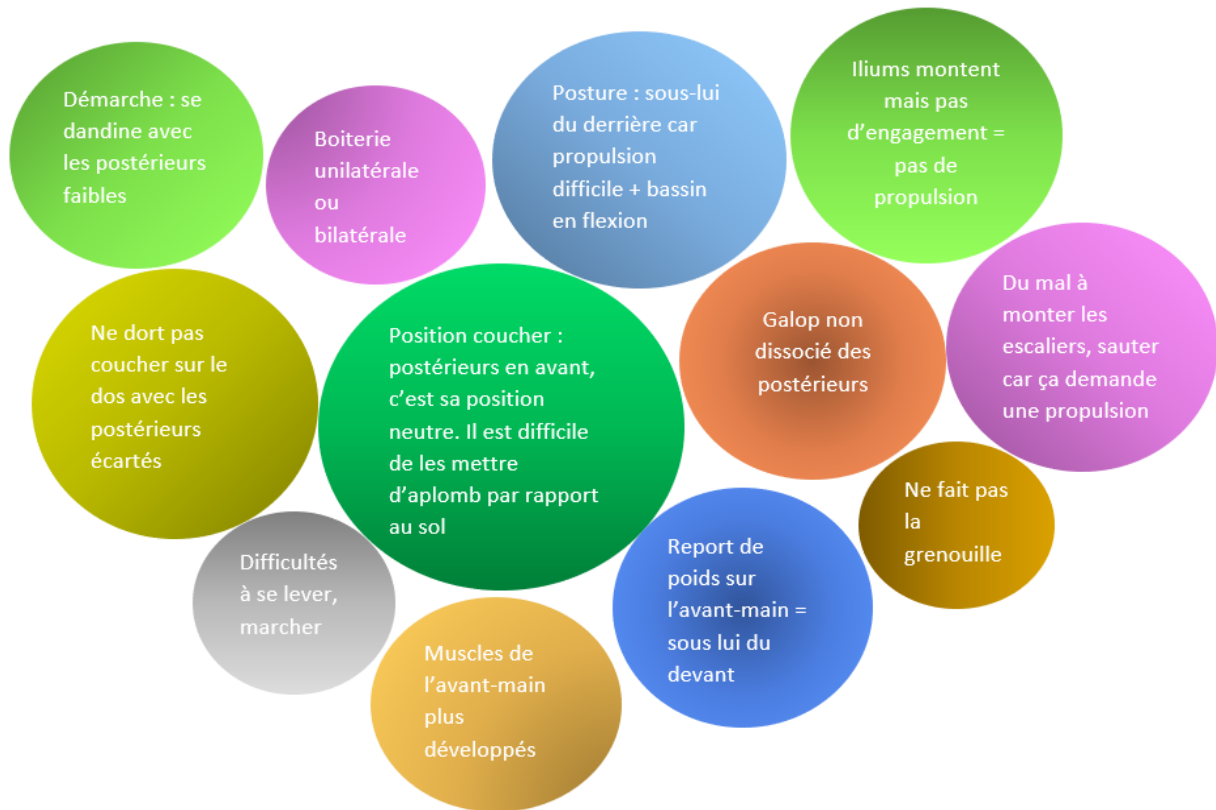 Démarche : se
dandine avec
les postérieurs
faibles
Boiterie
unilatérale
ou
bilatérale
Posture : sous-lui
du derrière car
propulsion
difficile + bassin
en flexion
Iliums montent
mais pas
d’engagement =
pas de
propulsion
Ne dort pas
coucher sur le
dos avec les
postérieurs
écartés
Position coucher :
postérieurs en avant,
c’est sa position
neutre. Il est difficile
de les mettre
d’aplomb par rapport
au sol
Galop non
dissocié des
postérieurs
Du mal à
monter les
escaliers, sauter
car ça demande
une propulsion
Difficultés
à se lever,
marcher
Muscles de
l’avant-main
plus
développés
Report de
poids sur
l’avant-main =
sous lui du
devant
Ne fait pas
la
grenouille